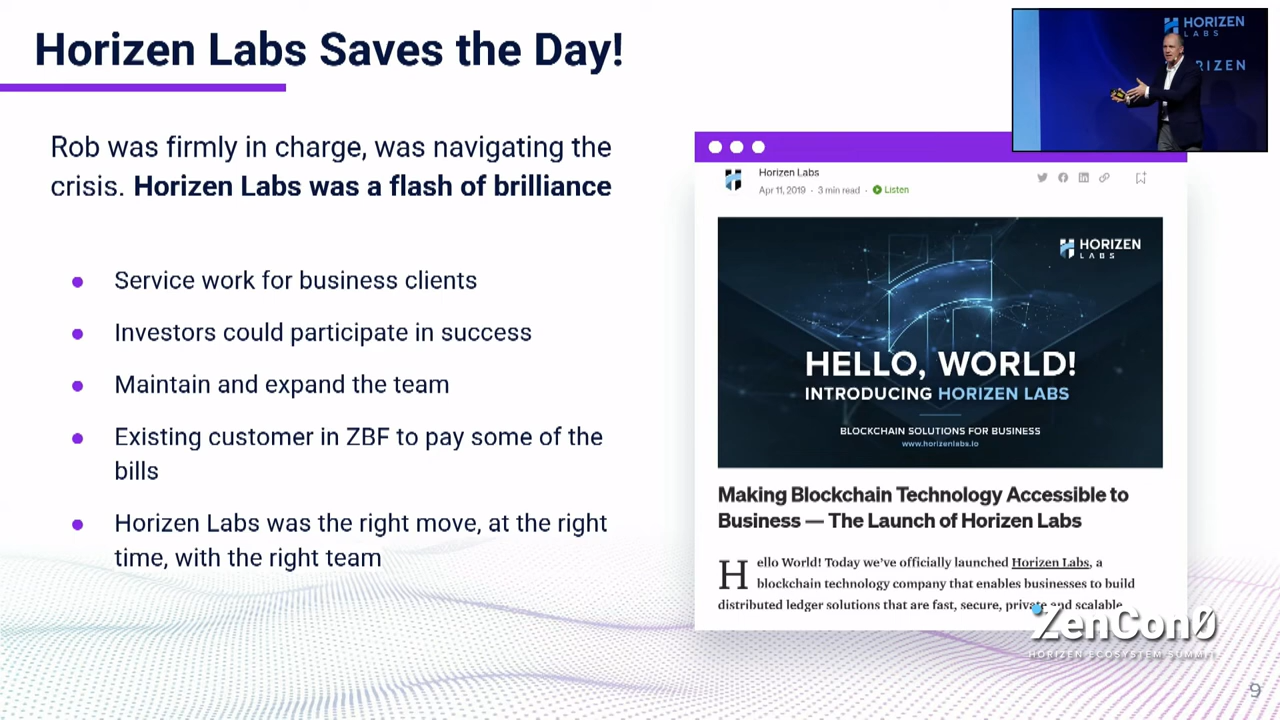 Horizen Labs Saves the Day!
Rob was firmly in charge, was navigating the
crisis. Horizen Labs was a flash of brilliance
Service work for business clients
Investors could participate in success
Maintain and expand the team
Existing customer in ZBF to pay some of the
bills
Horizen Labs was the right move, at the right
time, with the right team
HORIZEN
LABS
RIZEN
Horizen Labs
Apr 11, 2019 · 3 min read · Listen
HORIZEN
LABS
HELLO, WORLD!
INTRODUCING HORIZEN LABS
BLOCKCHAIN SOLUTIONS FOR BUSINESS
www.horizenlabs.io
Making Blockchain Technology Accessible to
Business — The Launch of Horizen Labs
Hello World! Today we've officially launched Horizen Labs, a
blockchain technology company that enables businesses to build
distributed ledger solutions that are fast, secure, private and scalable
ZenCon0
HORIZEN ECOSYSTEM SUMMIT
9